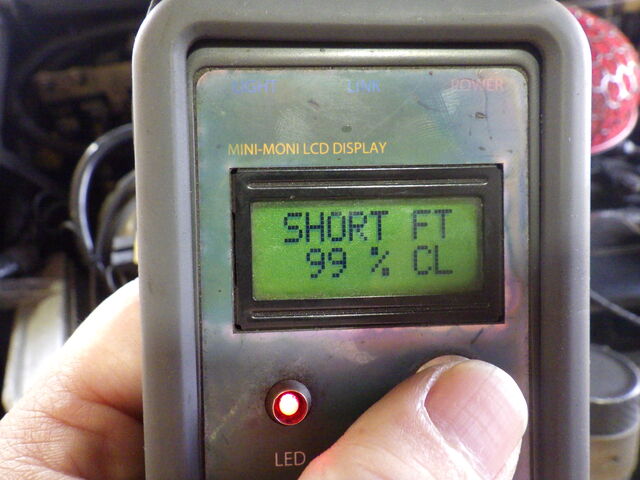 LIGHT LINK POWER
MINI-MONI LCD DISPLAY
SHORT FT
99 % CL
LED